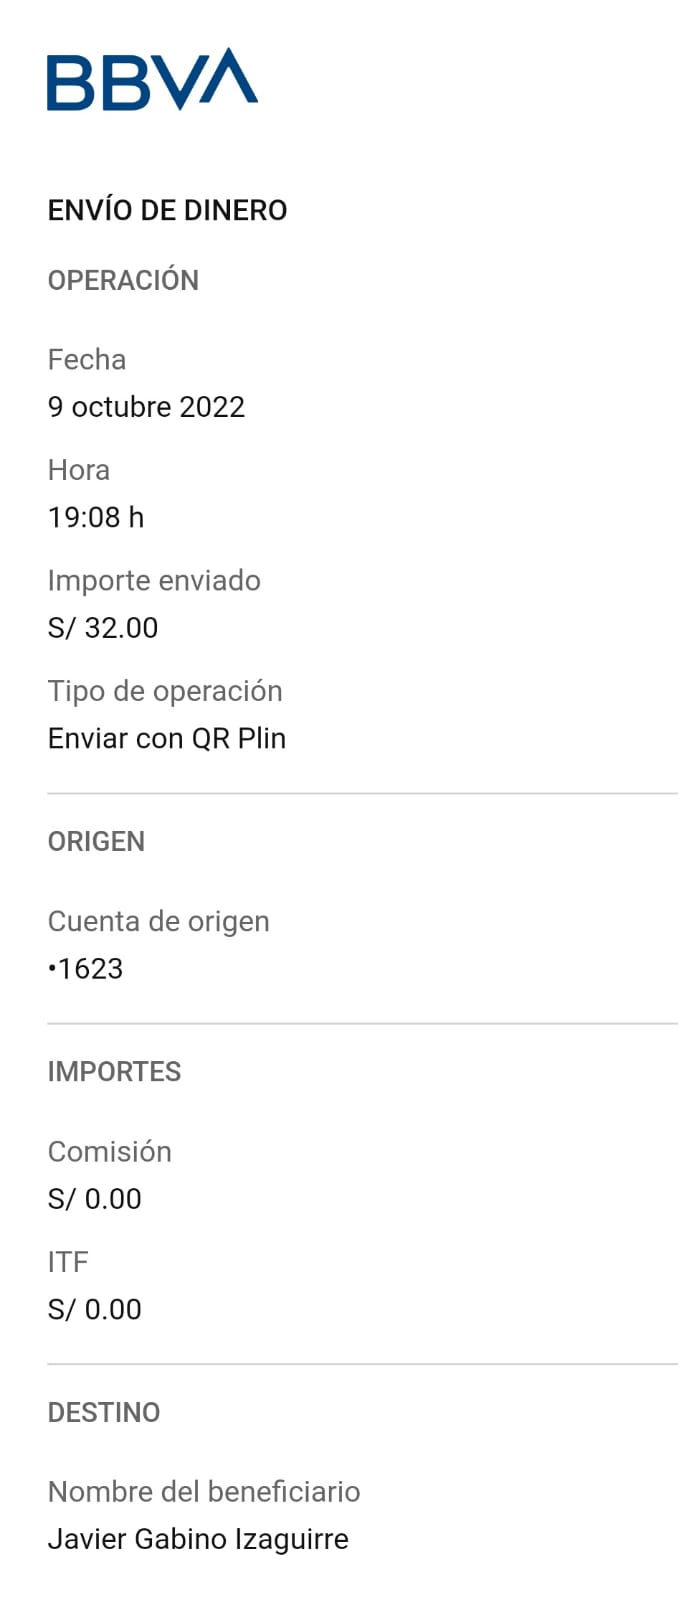 BBVA
ENVÍO DE DINERO
OPERACIÓN
Fecha
9 octubre 2022
Hora
19:08 h
Importe enviado
S/ 32.00
Tipo de operación
Enviar con QR Plin
ORIGEN
Cuenta de origen
•1623
IMPORTES
Comisión
S/ 0.00
ITF
S/ 0.00
DESTINO
Nombre del beneficiario
Javier Gabino Izaguirre